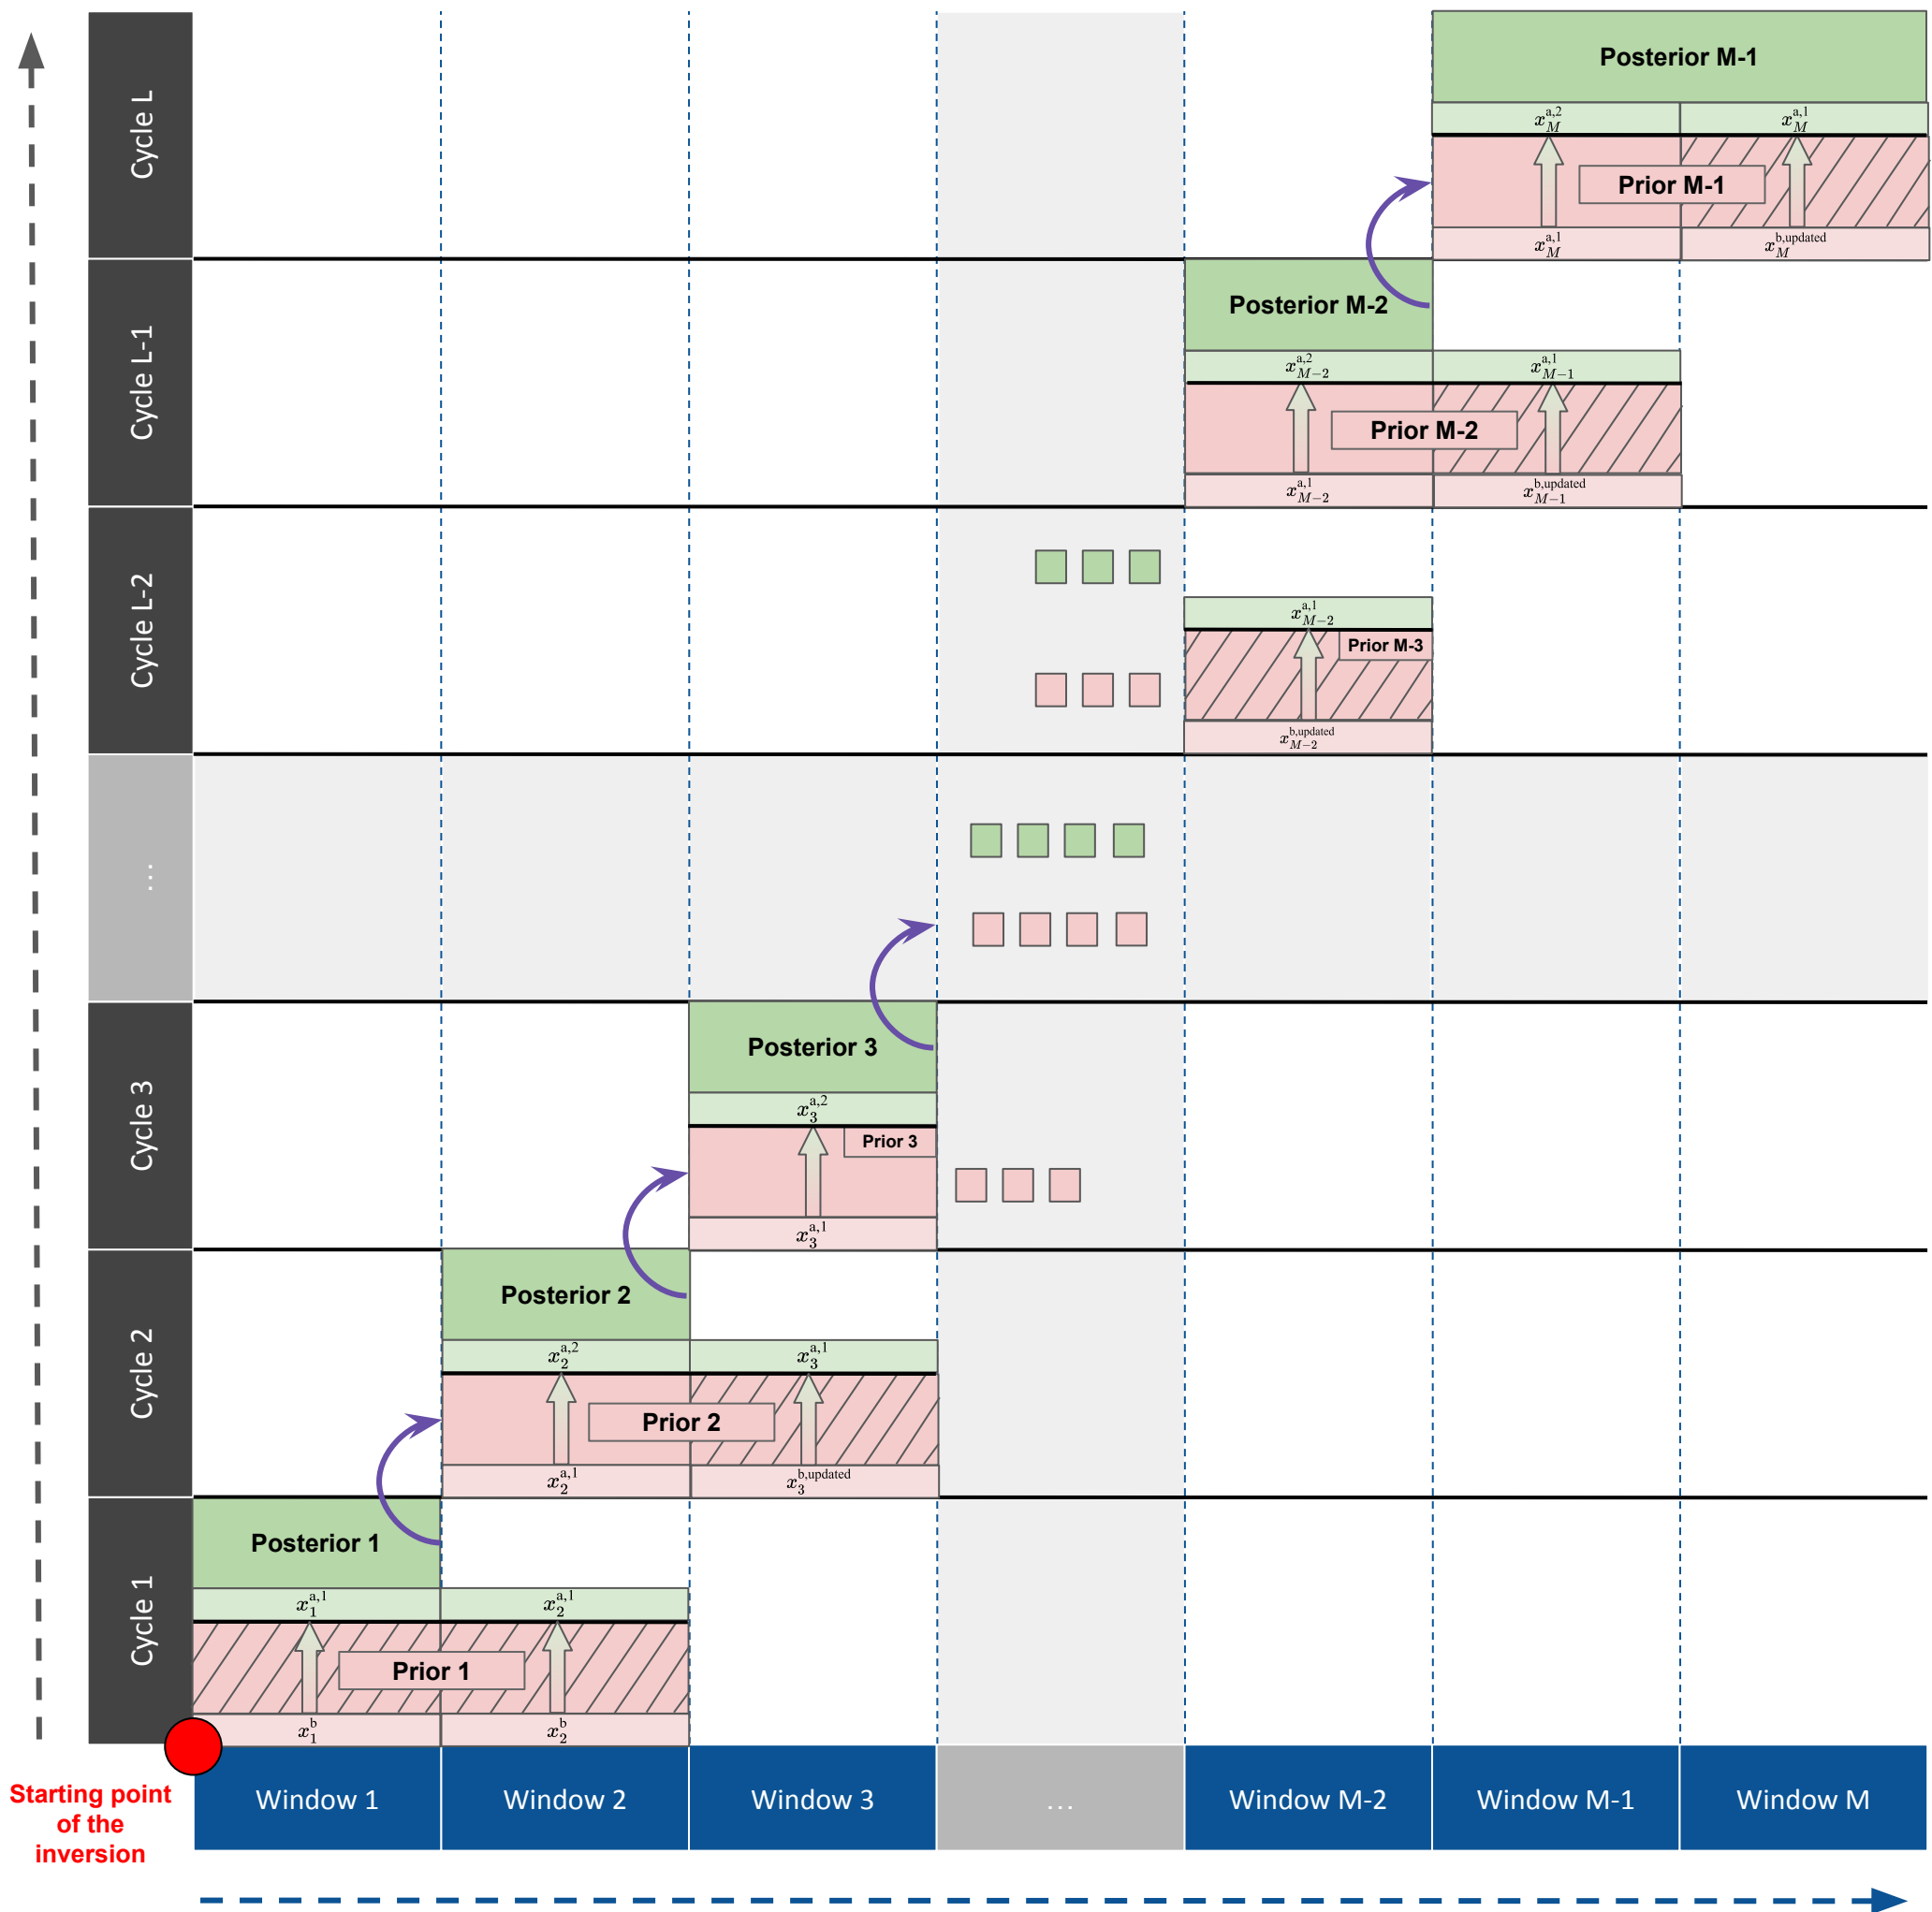 Cycle L
Posterior M-1
x_M^{a,2} x_M^{a,1}
Prior M-1
x_M^{a,1} x_M^{b,updated}
Cycle L-1
Posterior M-2
x_{M-2}^{a,2} x_{M-1}^{a,1}
Prior M-2
x_{M-2}^{a,1} x_{M-1}^{b,updated}
Cycle L-2
x_{M-2}^{a,1}
Prior M-3
x_{M-2}^{b,updated}
...
Cycle 3
Posterior 3
x_3^{a,2}
Prior 3
x_3^{a,1}
Cycle 2
Posterior 2
x_2^{a,2} x_3^{a,1}
Prior 2
x_2^{a,1} x_3^{b,updated}
Cycle 1
Posterior 1
x_1^{a,1} x_2^{a,1}
Prior 1
x_1^b x_2^b
Starting point
of the
inversion
Window 1 Window 2 Window 3 ... Window M-2 Window M-1 Window M